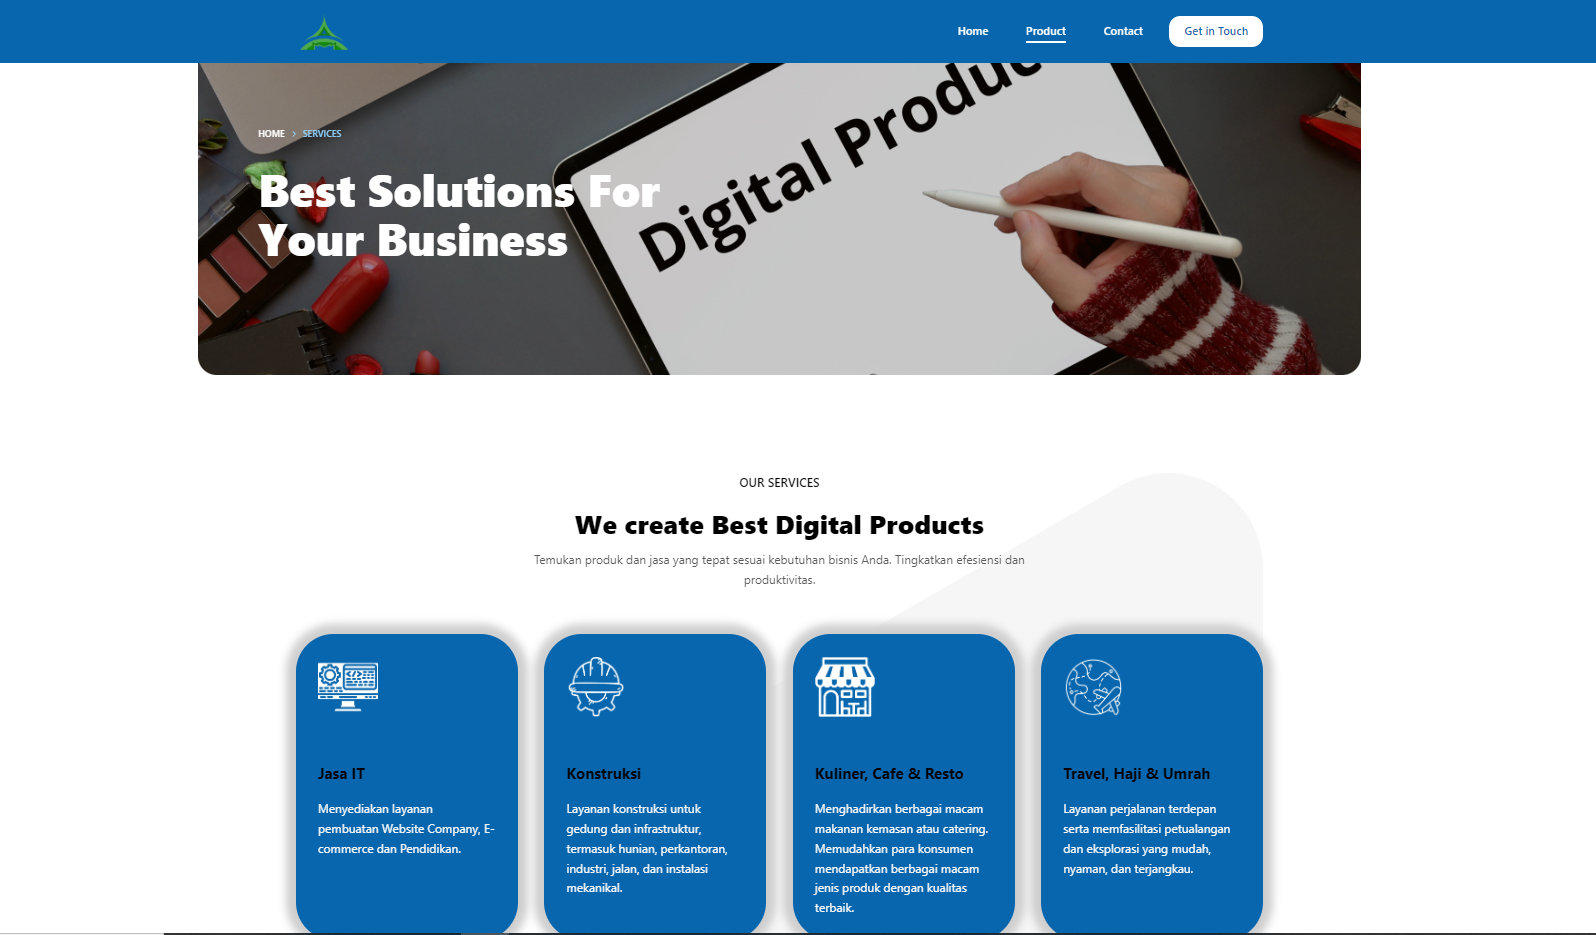 Home Product Contact Get in Touch
Digital Produc
HOME > SERVICES
Best Solutions For
Your Business
OUR SERVICES
We create Best Digital Products
Temukan produk dan jasa yang tepat sesuai kebutuhan bisnis Anda. Tingkatkan efesiensi dan
produktivitas.
Jasa IT
Menyediakan layanan
pembuatan Website Company, E-
commerce dan Pendidikan.
Konstruksi
Layanan konstruksi untuk
gedung dan infrastruktur,
termasuk hunian, perkantoran,
industri, jalan, dan instalasi
mekanikal.
Kuliner, Cafe & Resto
Menghadirkan berbagai macam
makanan kemasan atau catering.
Memudahkan para konsumen
mendapatkan berbagai macam
jenis produk dengan kualitas
terbaik.
Travel, Haji & Umrah
Layanan perjalanan terdepan
serta memfasilitasi petualangan
dan eksplorasi yang mudah,
nyaman, dan terjangkau.